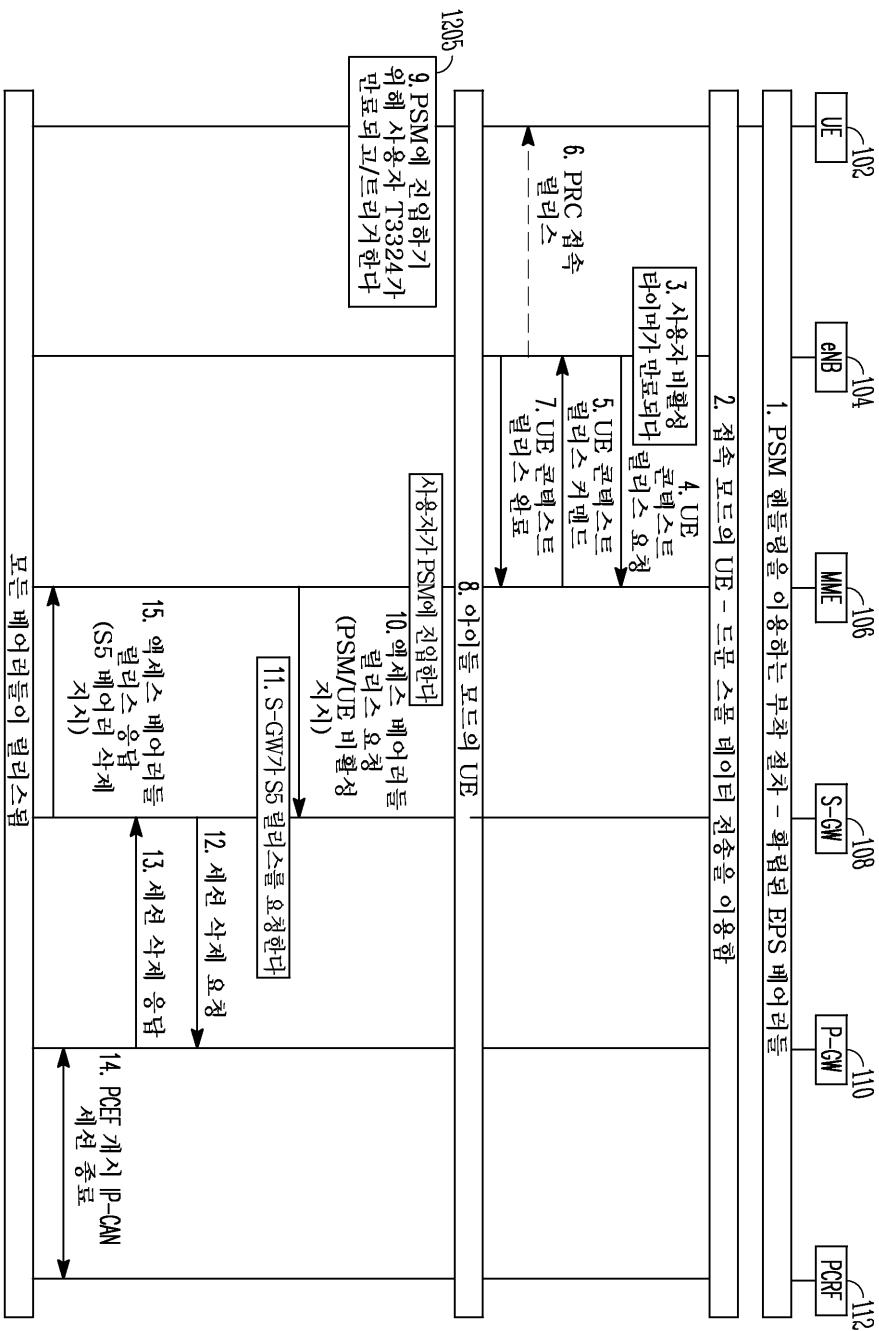 102
UE
104
eNB
106
MME
108
S-GW
110
P-GW
112
PCRF
1. PSM 핸들링을 이용하는 부착 절차 - 확립된 EPS 베어러들
2. 접속 모드의 UE - 드문 스몰 데이터 전송을 이용함
3. 사용자 비활성
타이머가 만료되다
4. UE
콘텍스트
릴리스 요청
5. UE 콘텍스트
릴리스 커맨드
6. PRC 접속
릴리스
7. UE 콘텍스트
릴리스 완료
8. 아이들 모드의 UE
1205
9. PSM에 진입하기
위해 사용자 T3324가
만료되고/트리거한다
사용자가 PSM에 진입한다
10. 액세스 베어러들
릴리스 요청
(PSM/UE 비활성
지시)
11. S-GW가 S5 릴리스를 요청한다
12. 세션 삭제 요청
13. 세션 삭제 응답
14. PCEF 개시 IP-CAN
세션 종료
15. 액세스 베어러들
릴리스 응답
(S5 베어러 삭제
지시)
모든 베어러들이 릴리스됨